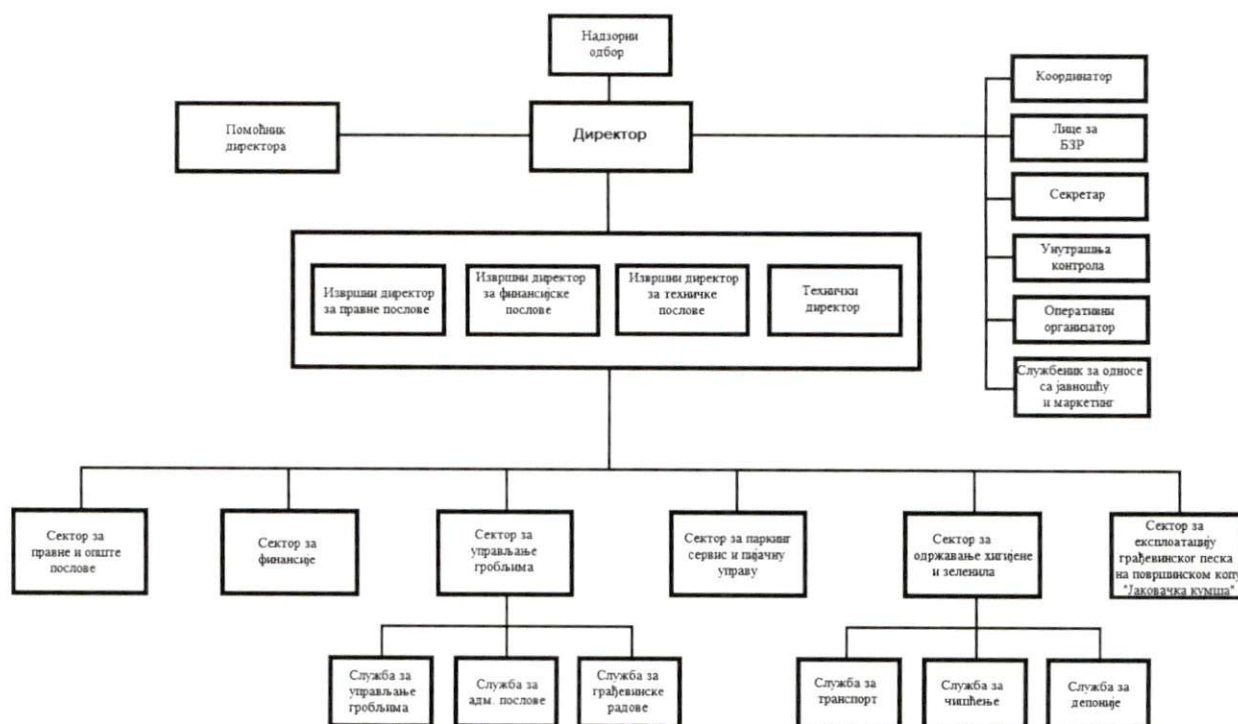 Надзорни
одбор
Помоћник
директора
Директор
Координатор
Лице за
БЗР
Секретар
Унутрашња
контрола
Оперативни
организатор
Службеник за односе
са јавношћу
и маркетинг
Извршни директор
за правне послове
Извршни директор
за финансијске
послове
Извршни директор
за техничке
послове
Технички
директор
Сектор за
правне и опште
послове
Сектор за
финансије
Сектор за
управљање
гробљима
Сектор за паркинг
сервис и пијачну
управу
Сектор за
одржавање хигијене
и зеленила
Сектор за
експлоатацију
грађевинског песка
на површинском копу
"Јаковачка кумша"
Служба за
управљање
гробљима
Служба за
адм. послове
Служба за
грађевинске
радове
Служба за
транспорт
Служба за
чишћење
Служба за
депоније